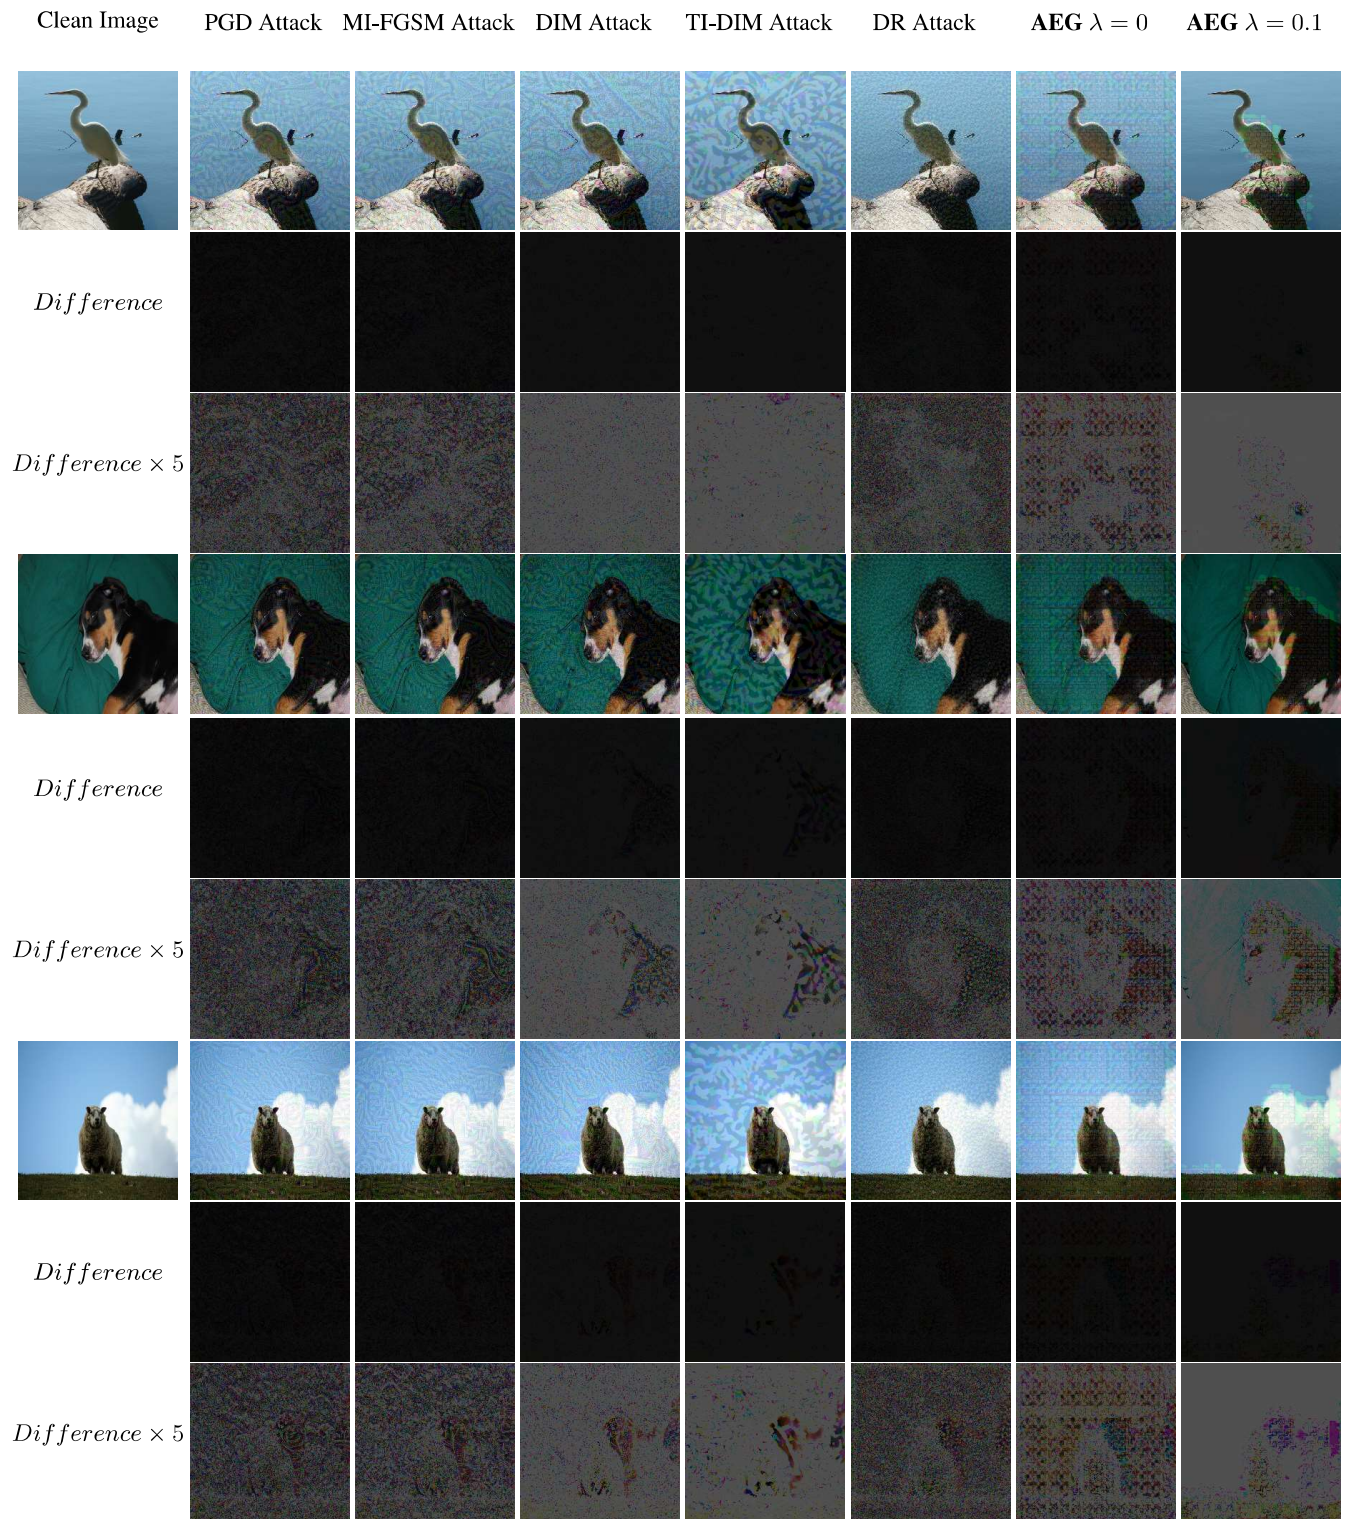 Clean Image PGD Attack MI-FGSM Attack DIM Attack TI-DIM Attack DR Attack AEG λ = 0 AEG λ = 0.1
Difference
Difference × 5
Difference
Difference × 5
Difference
Difference × 5